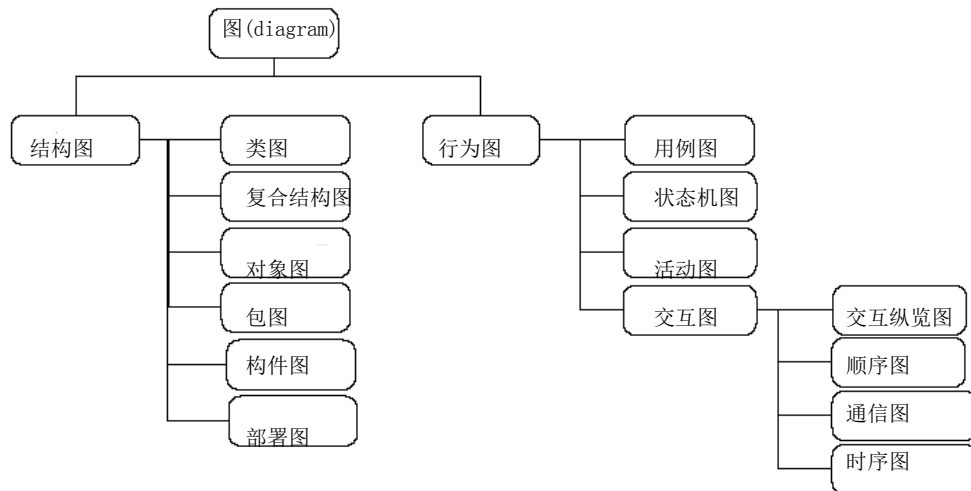 图(diagram)
结构图
类图
复合结构图
对象图
包图
构件图
部署图
行为图
用例图
状态机图
活动图
交互图
交互纵览图
顺序图
通信图
时序图